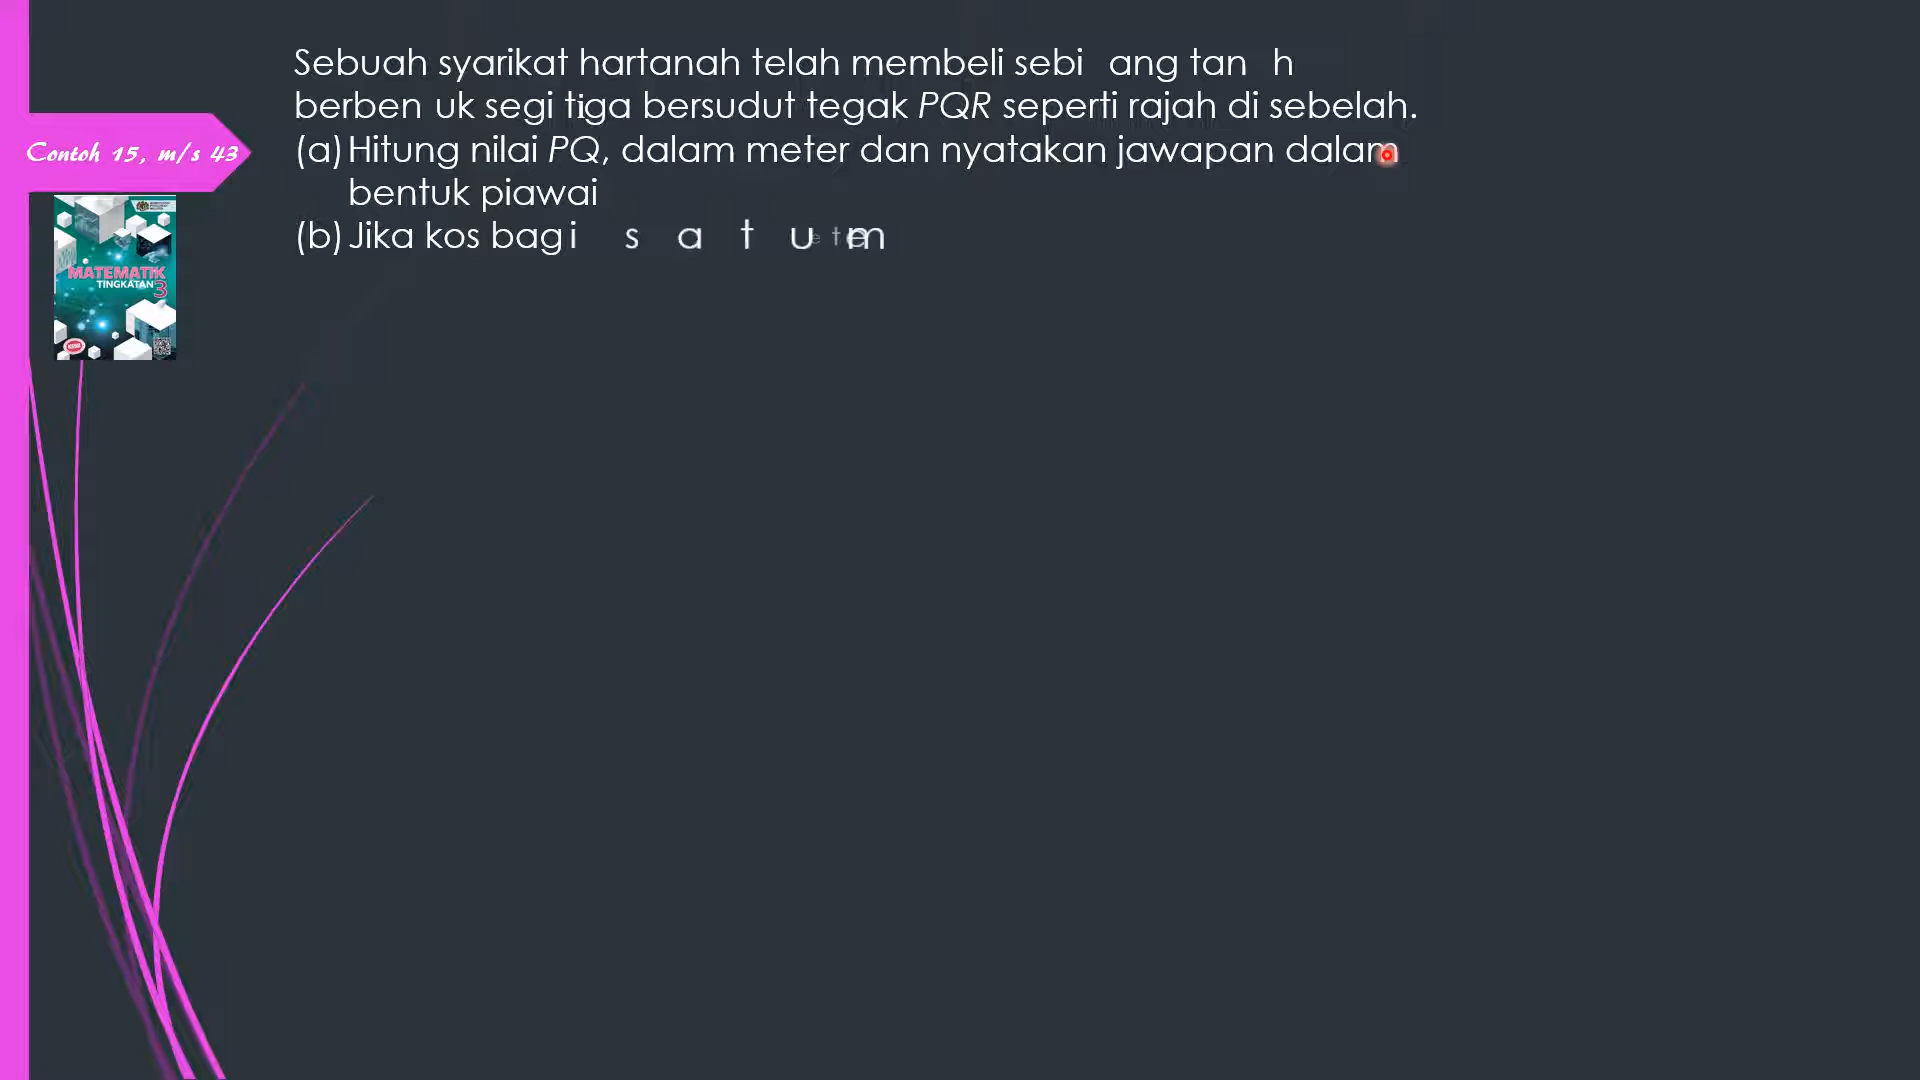 Sebuah syarikat hartanah telah membeli sebi ang tan h
berben uk segi tiga bersudut tegak PQR seperti rajah di sebelah.
(a) Hitung nilai PQ, dalam meter dan nyatakan jawapan dalam
bentuk piawai
(b) Jika kos bagi satu
Contoh 15, m/s 43
MATEMATIK
TINGKATAN 3